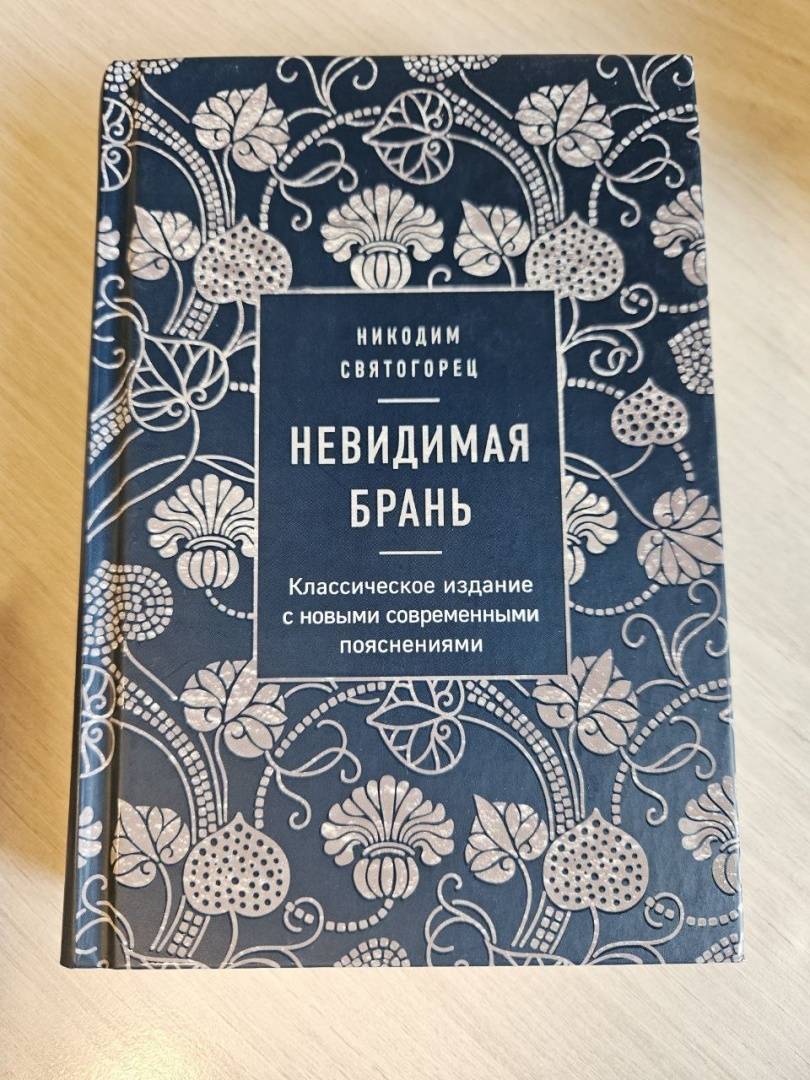 НИКОДИМ
СВЯТОГОРЕЦ
НЕВИДИМАЯ
БРАНЬ
Классическое издание
с новыми современными
пояснениями